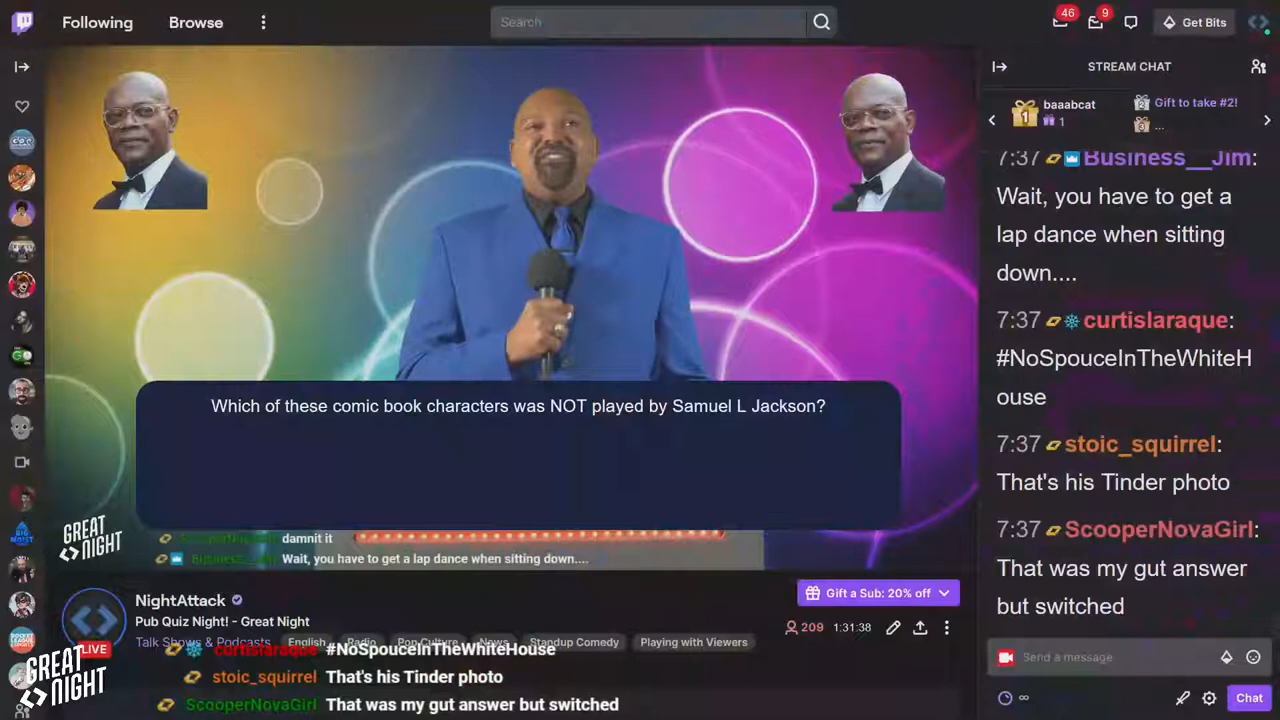 Following
Browse
Search
46
9
Get Bits
STREAM CHAT
baaabcat
1
1
2
Gift to take #2!
3
...
7:37 Business__Jim:
Wait, you have to get a
lap dance when sitting
down....
7:37 curtislaraque:
#NoSpouceInTheWhiteH
ouse
7:37 stoic_squirrel:
That's his Tinder photo
7:37 ScooperNovaGirl:
That was my gut answer
but switched
Send a message
∞
Chat
Which of these comic book characters was NOT played by Samuel L Jackson?
GREAT
NIGHT
damnit it
Wait, you have to get a lap dance when sitting down....
NightAttack
Pub Quiz Night! - Great Night
Talk Shows & Podcasts
English
Radio
Pop Culture
News
Standup Comedy
Playing with Viewers
Gift a Sub: 20% off
209
1:31:38
LIVE
curtislaraque #NoSpouceInTheWhiteHouse
stoic_squirrel That's his Tinder photo
ScooperNovaGirl That was my gut answer but switched
GREAT
NIGHT